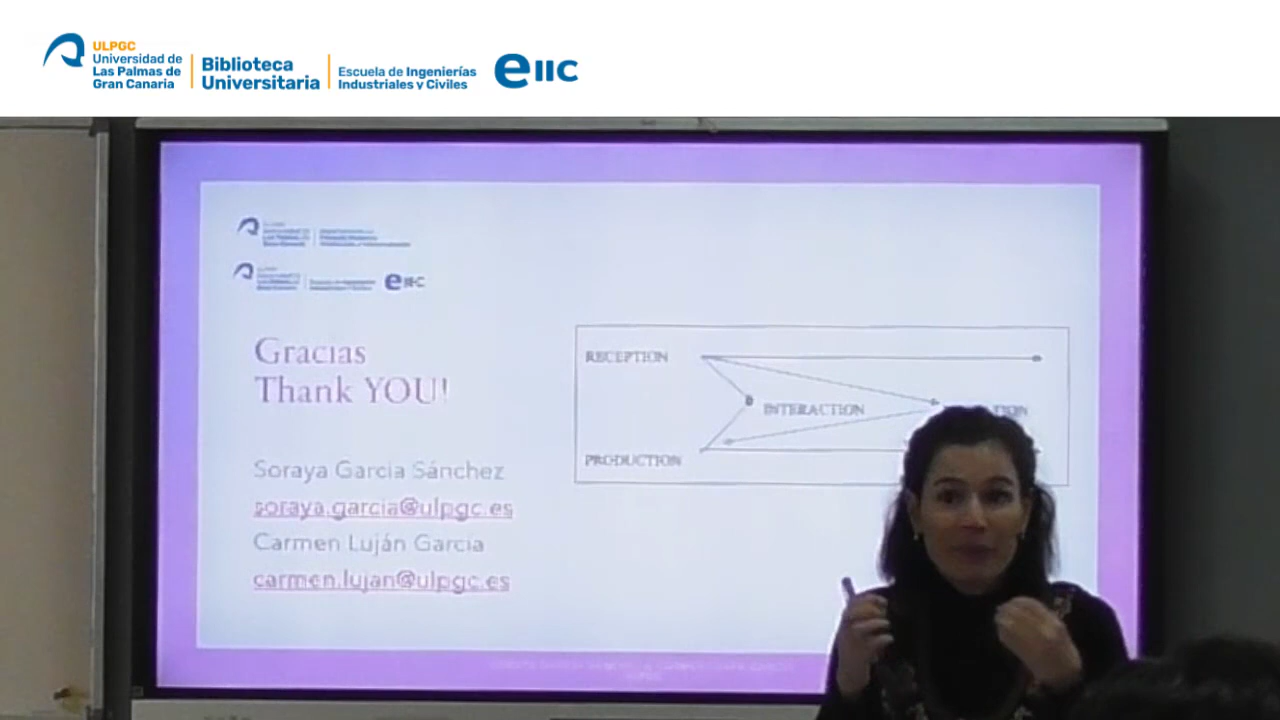 ULPGC
Universidad de
Las Palmas de
Gran Canaria
Biblioteca
Universitaria
Escuela de Ingenierías
Industriales y Civiles
eIIC
eIIC
Gracias
Thank YOU!
Soraya García Sánchez
soraya.garcia@ulpgc.es
Carmen Luján García
carmen.lujan@ulpgc.es
RECEPTION
INTERACTION
PRODUCTION